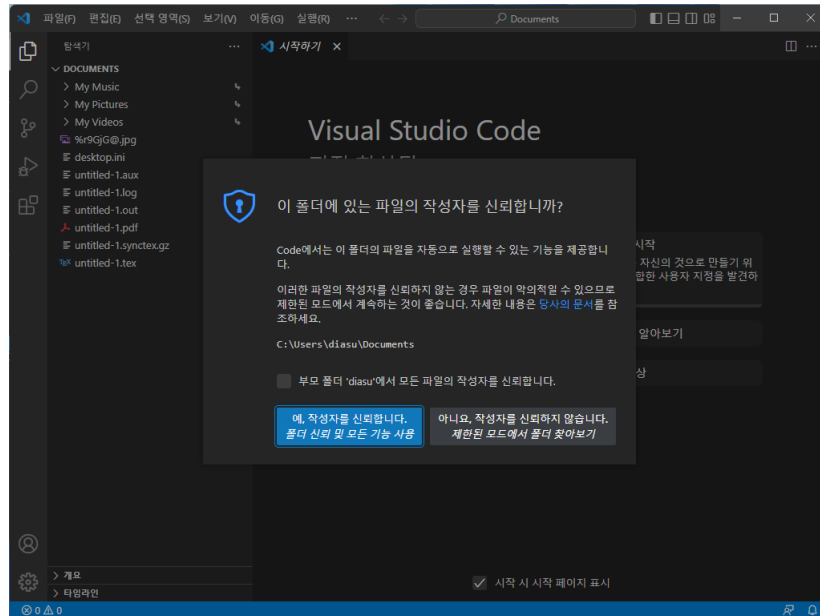 파일(F) 편집(E) 선택 영역(S) 보기(V) 이동(G) 실행(R) ··· Documents
탐색기 ···
시작하기
DOCUMENTS
My Music
My Pictures
My Videos
%r9GjG@.jpg
desktop.ini
untitled-1.aux
untitled-1.log
untitled-1.out
untitled-1.pdf
untitled-1.synctex.gz
TEX untitled-1.tex
개요
타임라인
Visual Studio Code
이 폴더에 있는 파일의 작성자를 신뢰합니까?
Code에서는 이 폴더의 파일을 자동으로 실행할 수 있는 기능을 제공합니
다.
이러한 파일의 작성자를 신뢰하지 않는 경우 파일이 악의적일 수 있으므로
제한된 모드에서 계속하는 것이 좋습니다. 자세한 내용은 당사의 문서를 참
조하세요.
C:\Users\diasu\Documents
부모 폴더 'diasu'에서 모든 파일의 작성자를 신뢰합니다.
예, 작성자를 신뢰합니다.
폴더 신뢰 및 모든 기능 사용
아니요, 작성자를 신뢰하지 않습니다.
제한된 모드에서 폴더 찾아보기
시작
자신의 것으로 만들기 위
합한 사용자 지정을 발견하
알아보기
상
시작 시 시작 페이지 표시
0 0